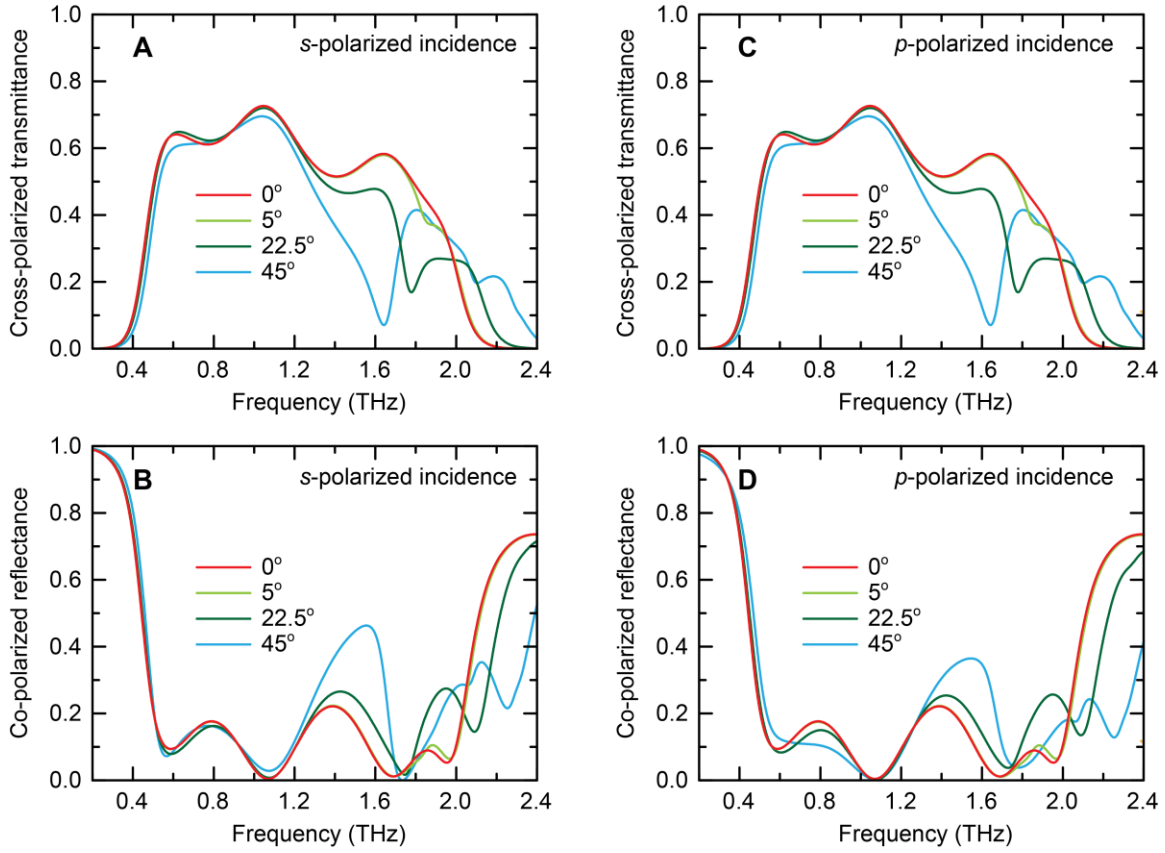 A
s-polarized incidence
Cross-polarized transmittance
1.0
0.8
0.6
0.4
0.2
0.0
0°
5°
22.5°
45°
0.4 0.8 1.2 1.6 2.0 2.4
Frequency (THz)
C
p-polarized incidence
Cross-polarized transmittance
1.0
0.8
0.6
0.4
0.2
0.0
0°
5°
22.5°
45°
0.4 0.8 1.2 1.6 2.0 2.4
Frequency (THz)
B
s-polarized incidence
Co-polarized reflectance
1.0
0.8
0.6
0.4
0.2
0.0
0°
5°
22.5°
45°
0.4 0.8 1.2 1.6 2.0 2.4
Frequency (THz)
D
p-polarized incidence
Co-polarized reflectance
1.0
0.8
0.6
0.4
0.2
0.0
0°
5°
22.5°
45°
0.4 0.8 1.2 1.6 2.0 2.4
Frequency (THz)